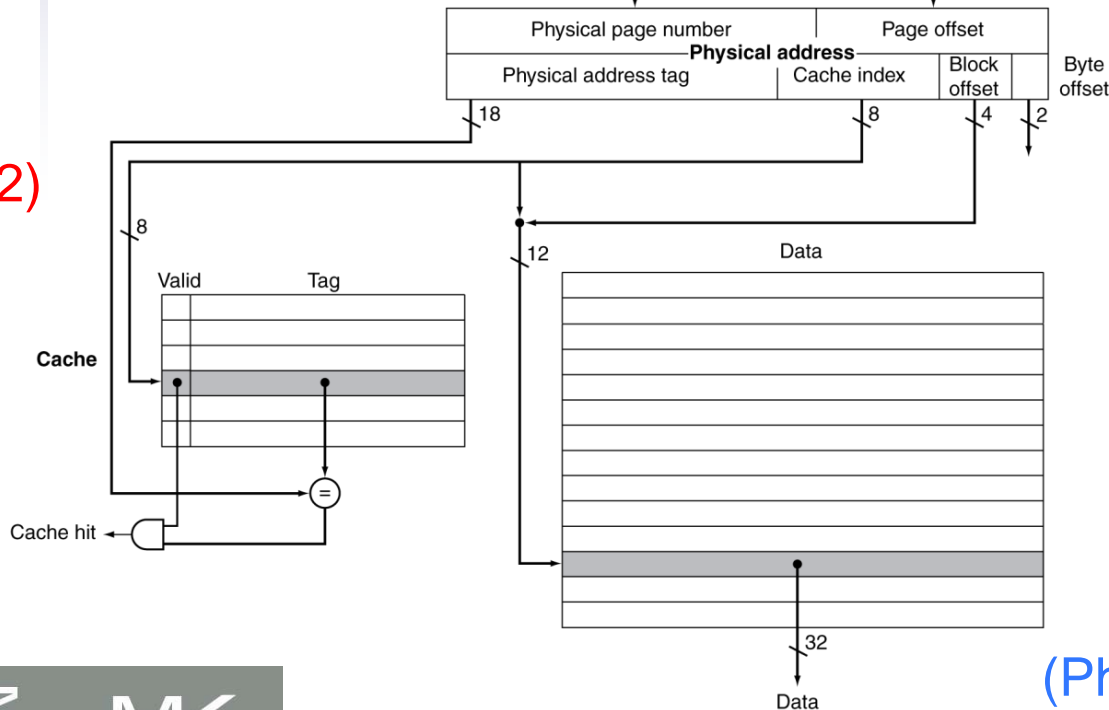 Physical page number Page offset
Physical address
Physical address tag Cache index Block offset Byte offset
18 8 4 2
2)
8
12
Data
Valid Tag
Cache
=
Cache hit
32
(Ph
Data